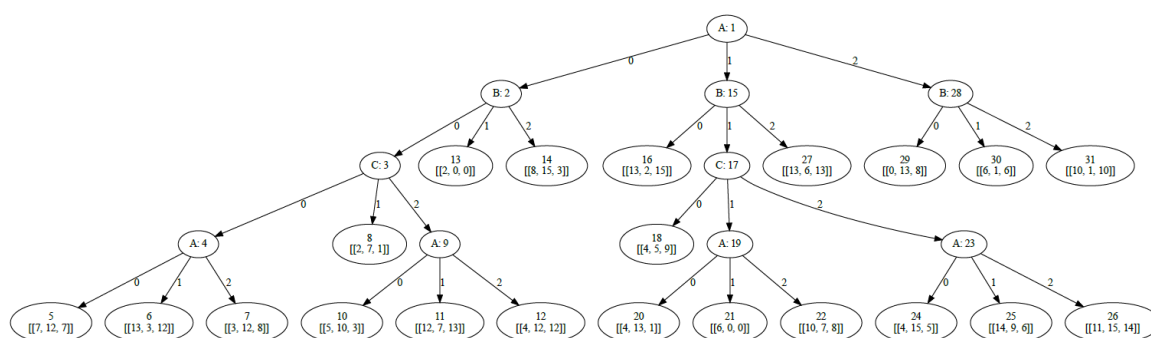 A: 1
0
1
2
B: 2
B: 15
B: 28
0
1
2
0
1
2
0
1
2
C: 3
13
[[2, 0, 0]]
14
[[8, 15, 3]]
16
[[13, 2, 15]]
C: 17
27
[[13, 6, 13]]
29
[[0, 13, 8]]
30
[[6, 1, 6]]
31
[[10, 1, 10]]
0
1
2
0
1
2
A: 4
8
[[2, 7, 1]]
A: 9
18
[[4, 5, 9]]
A: 19
A: 23
0
1
2
0
1
2
0
1
2
0
1
2
5
[[7, 12, 7]]
6
[[13, 3, 12]]
7
[[3, 12, 8]]
10
[[5, 10, 3]]
11
[[12, 7, 13]]
12
[[4, 12, 12]]
20
[[4, 13, 1]]
21
[[6, 0, 0]]
22
[[10, 7, 8]]
24
[[4, 15, 5]]
25
[[14, 9, 6]]
26
[[11, 15, 14]]